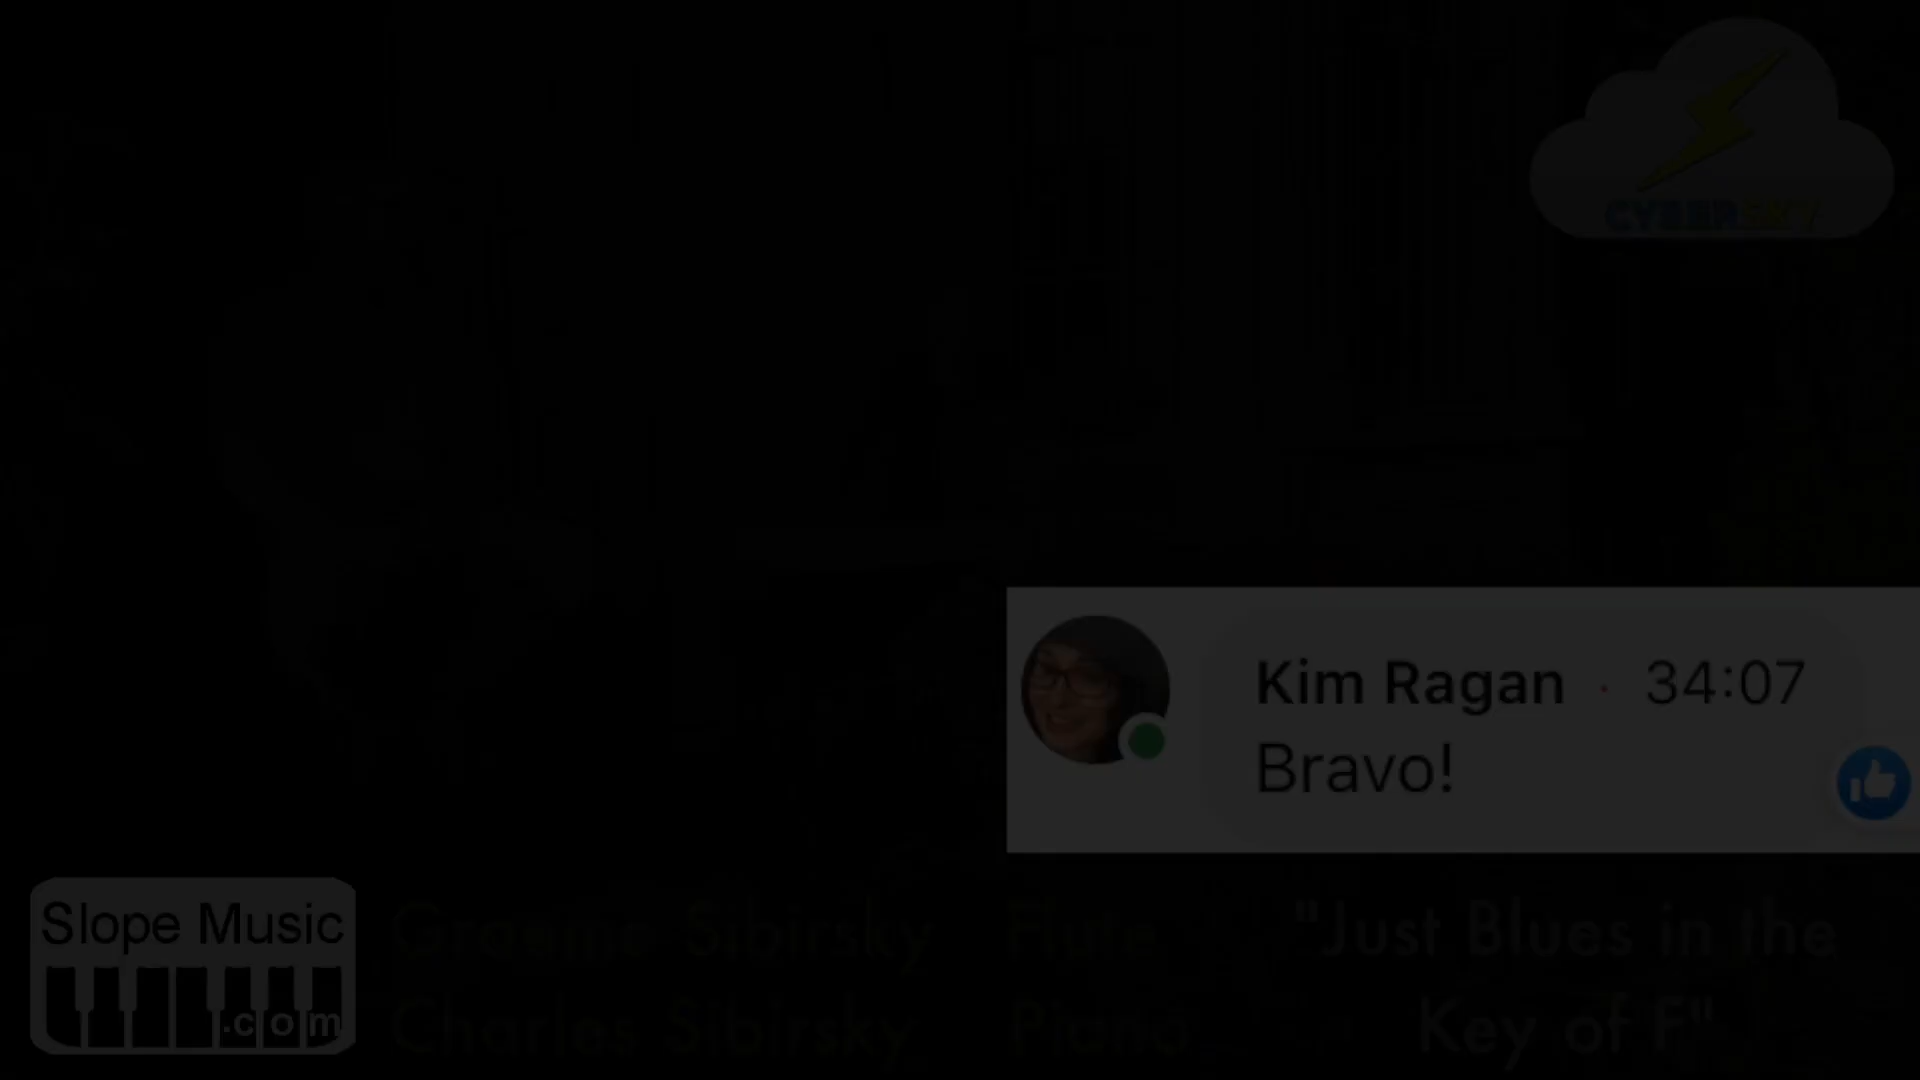 CYBERSKY
Kim Ragan · 34:07
Bravo!
Slope Music
.com
Graeme Sibirsky Flute
Charles Sibirsky Piano
"Just Blues in the
Key of F"